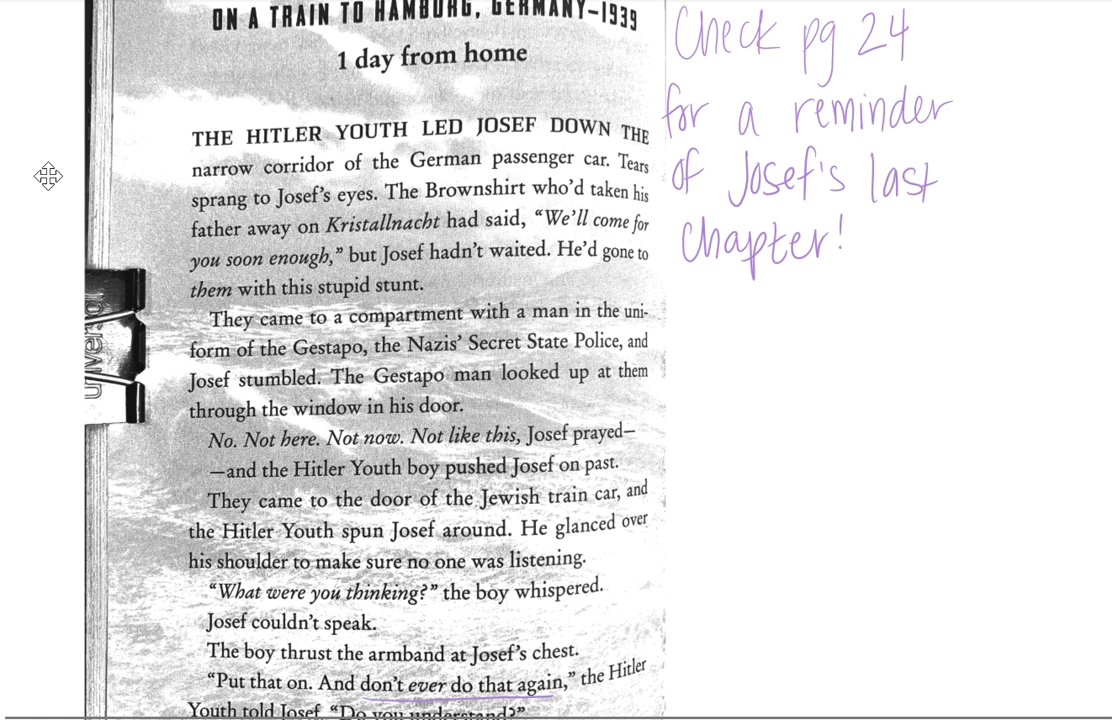 ON A TRAIN TO HAMBURG, GERMANY–1939
1 day from home
THE HITLER YOUTH LED JOSEF DOWN THE
narrow corridor of the German passenger car. Tears
sprang to Josef’s eyes. The Brownshirt who’d taken his
father away on Kristallnacht had said, “We’ll come for
you soon enough,” but Josef hadn’t waited. He’d gone to
them with this stupid stunt.
They came to a compartment with a man in the uni-
form of the Gestapo, the Nazis’ Secret State Police, and
Josef stumbled. The Gestapo man looked up at them
through the window in his door.
No. Not here. Not now. Not like this, Josef prayed—
—and the Hitler Youth boy pushed Josef on past.
They came to the door of the Jewish train car, and
the Hitler Youth spun Josef around. He glanced over
his shoulder to make sure no one was listening.
“What were you thinking?” the boy whispered.
Josef couldn’t speak.
The boy thrust the armband at Josef’s chest.
“Put that on. And don’t ever do that again,” the Hitler
Youth told Josef. “Do you understand?”
Check pg 24
for a reminder
of Josef's last
chapter!
universal